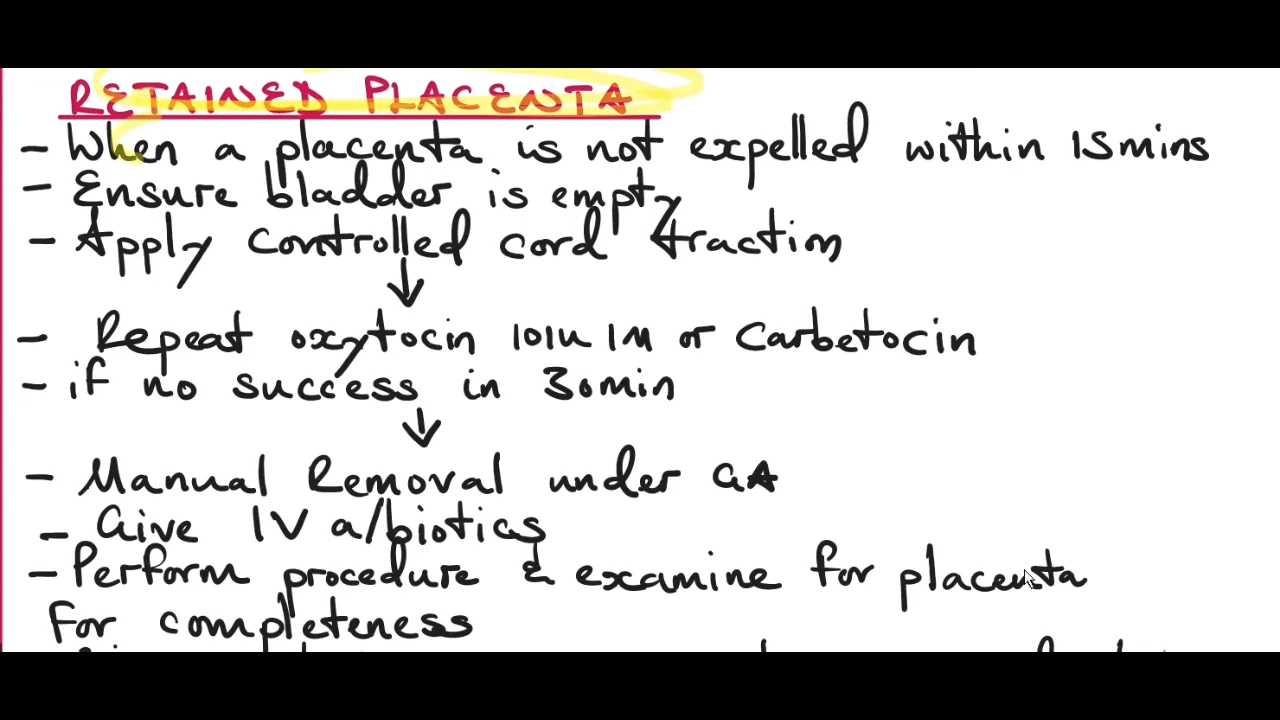 RETAINED PLACENTA
- When a placenta is not expelled within 15mins
- Ensure bladder is empty
- Apply controlled cord traction
- Repeat oxytocin 10IU IM or Carbetocin
- if no success in 30min
- Manual Removal under GA
- Give IV a/biotics
- Perform procedure & examine for placenta
for completeness